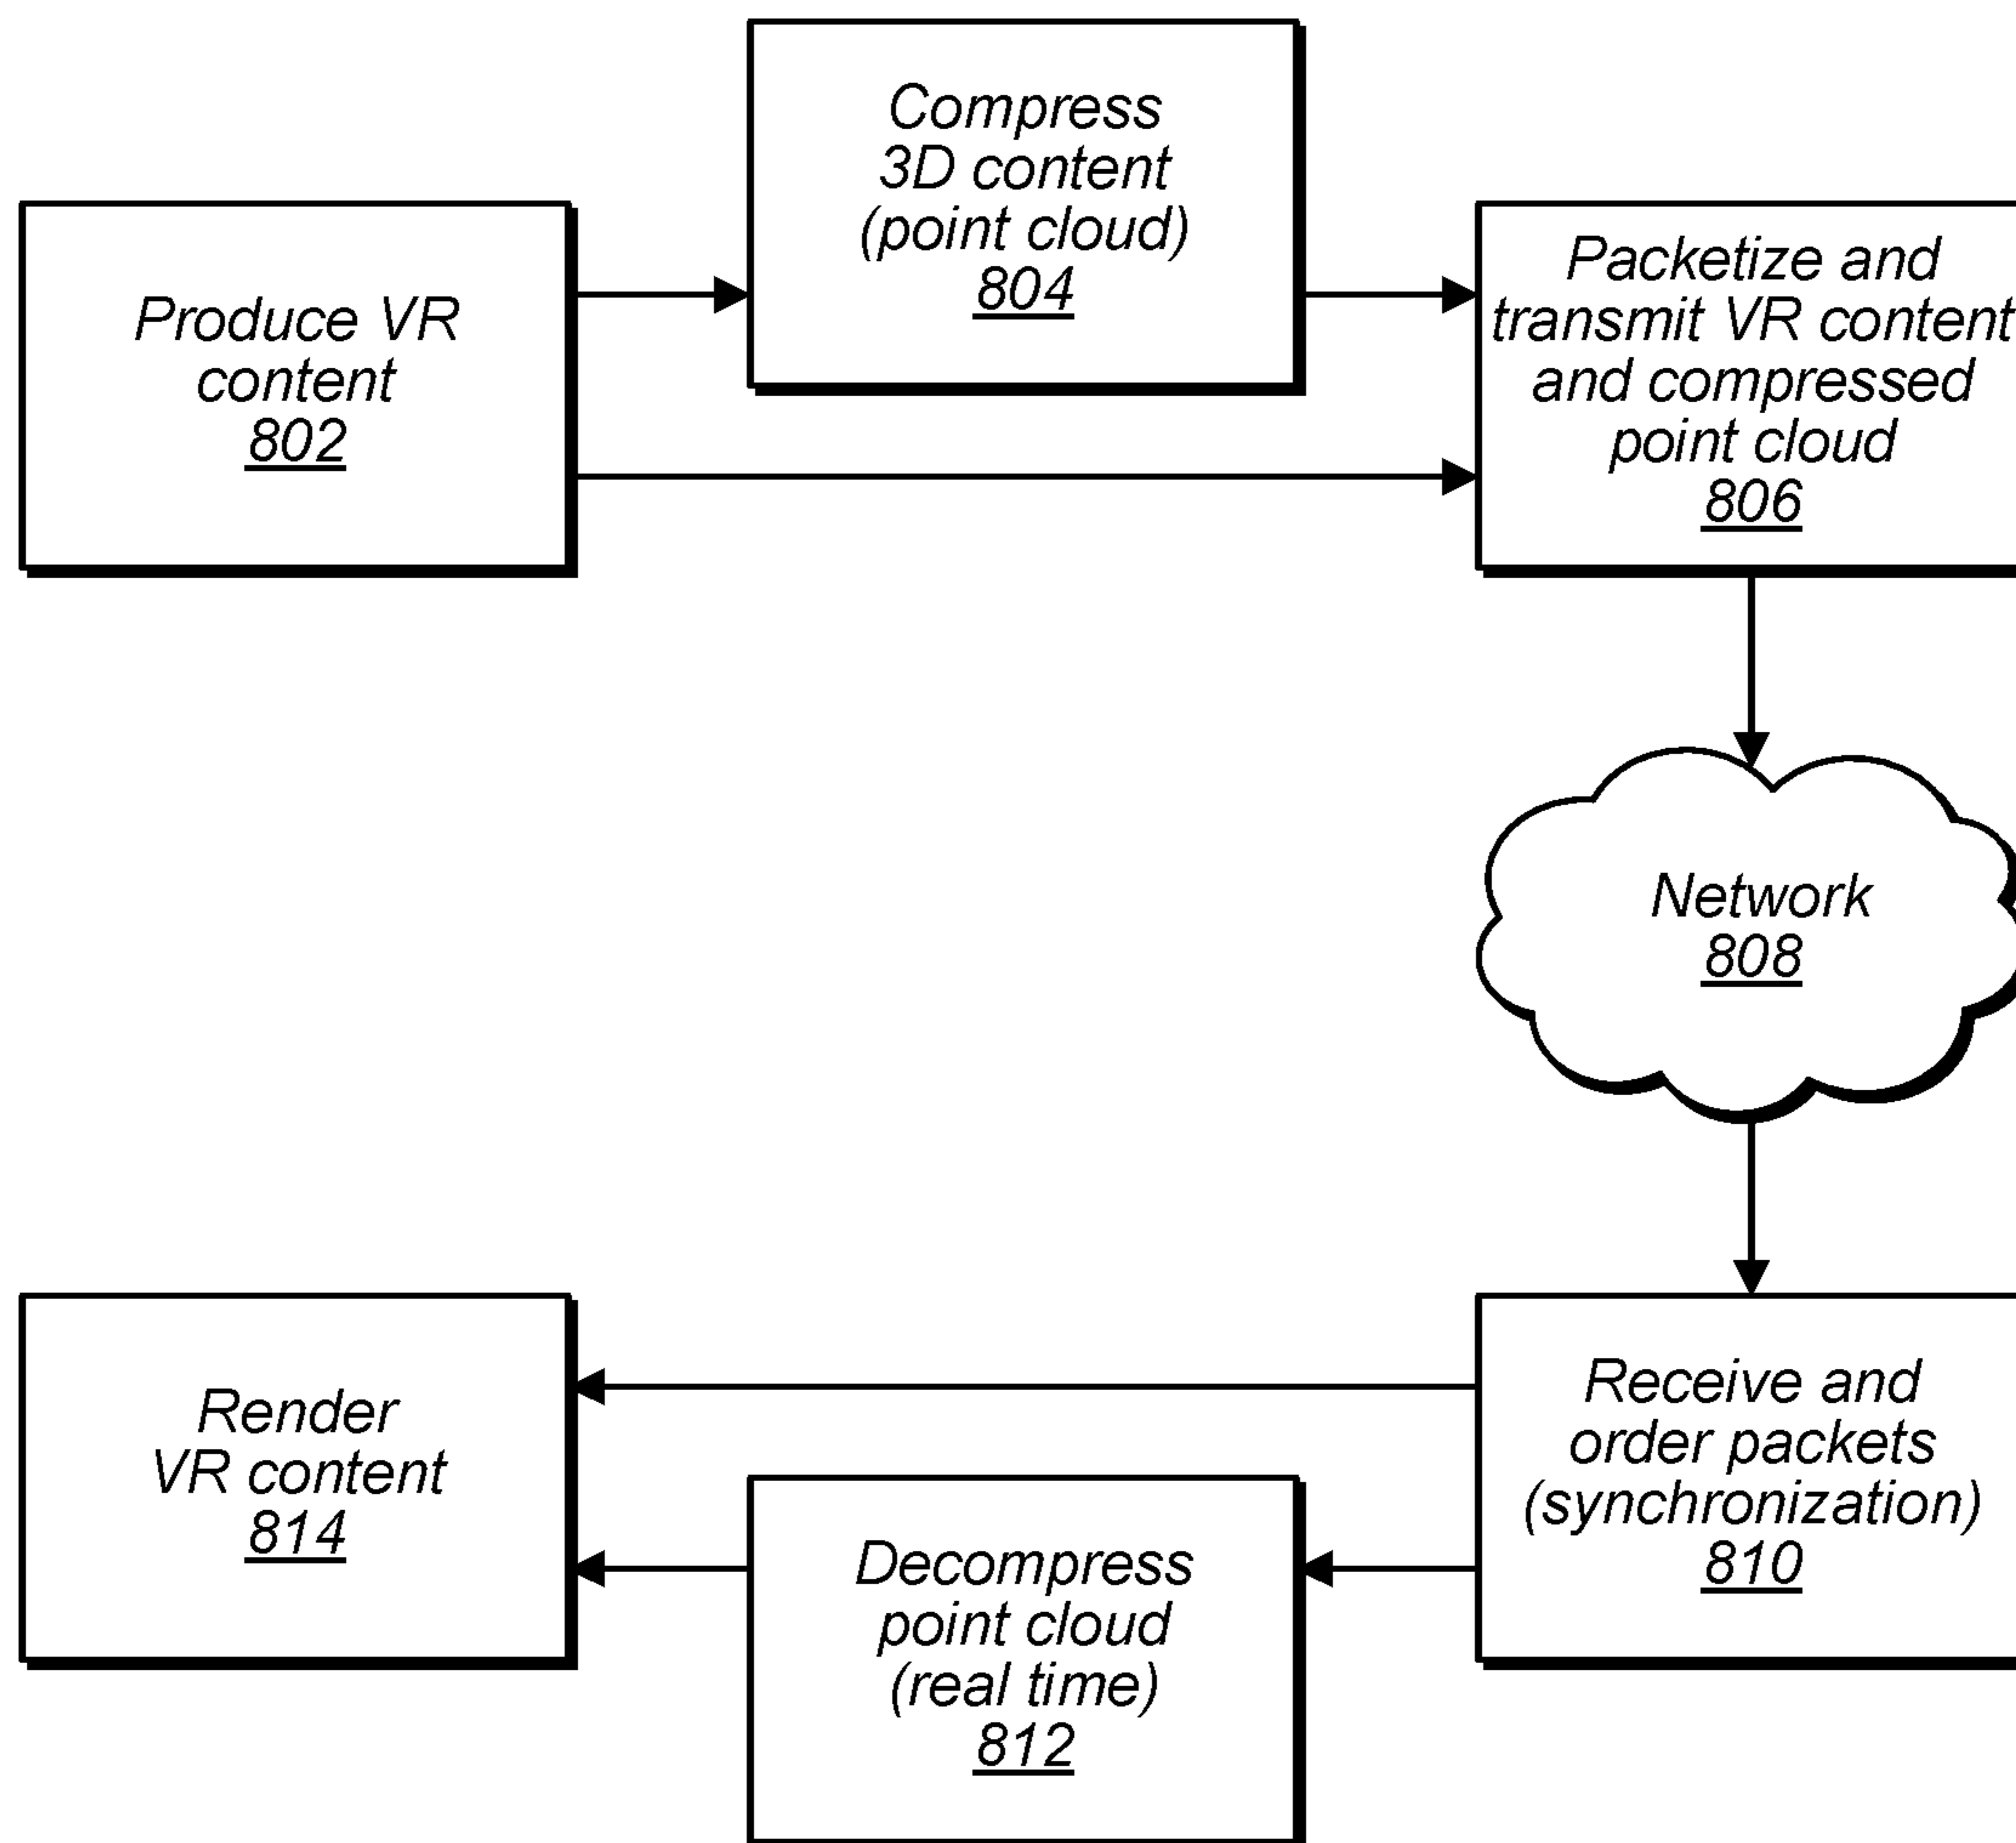 Compress
3D content
(point cloud)
804
Produce VR
content
802
Packetize and
transmit VR content
and compressed
point cloud
806
Network
808
Receive and
order packets
(synchronization)
810
Render
VR content
814
Decompress
point cloud
(real time)
812